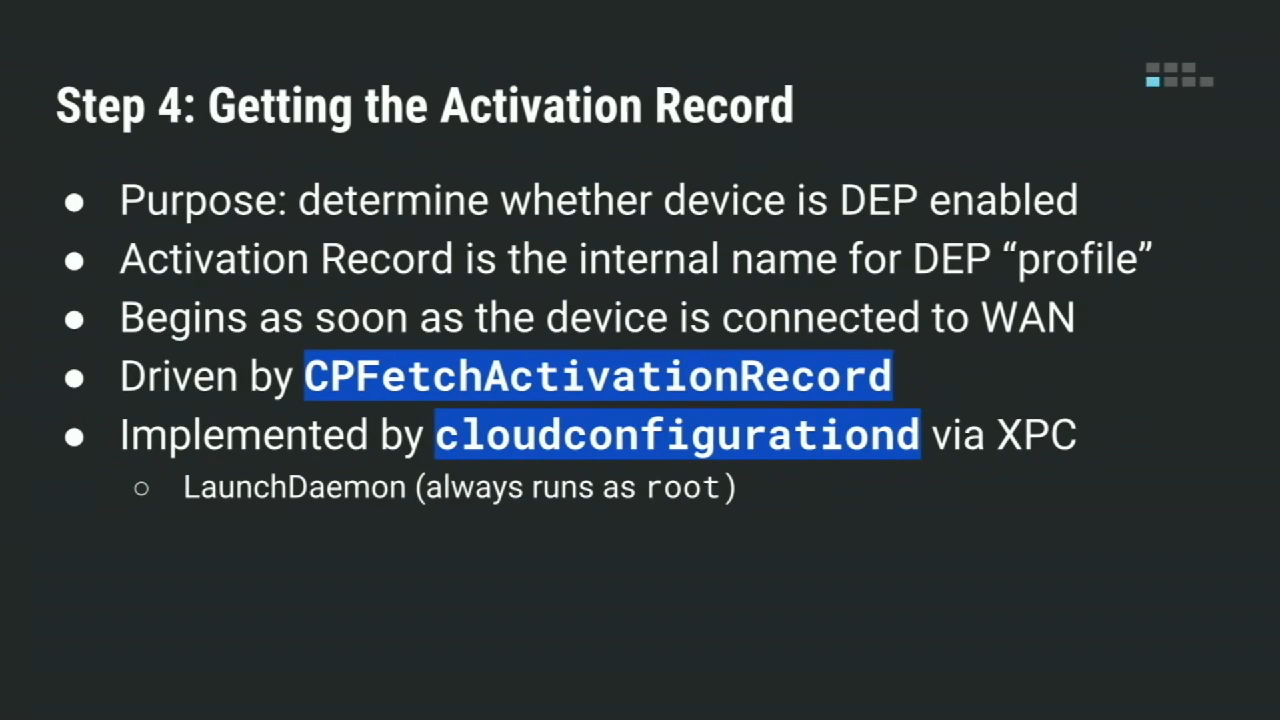 Step 4: Getting the Activation Record
● Purpose: determine whether device is DEP enabled
● Activation Record is the internal name for DEP “profile”
● Begins as soon as the device is connected to WAN
● Driven by CPFetchActivationRecord
● Implemented by cloudconfigurationd via XPC
○ LaunchDaemon (always runs as root)